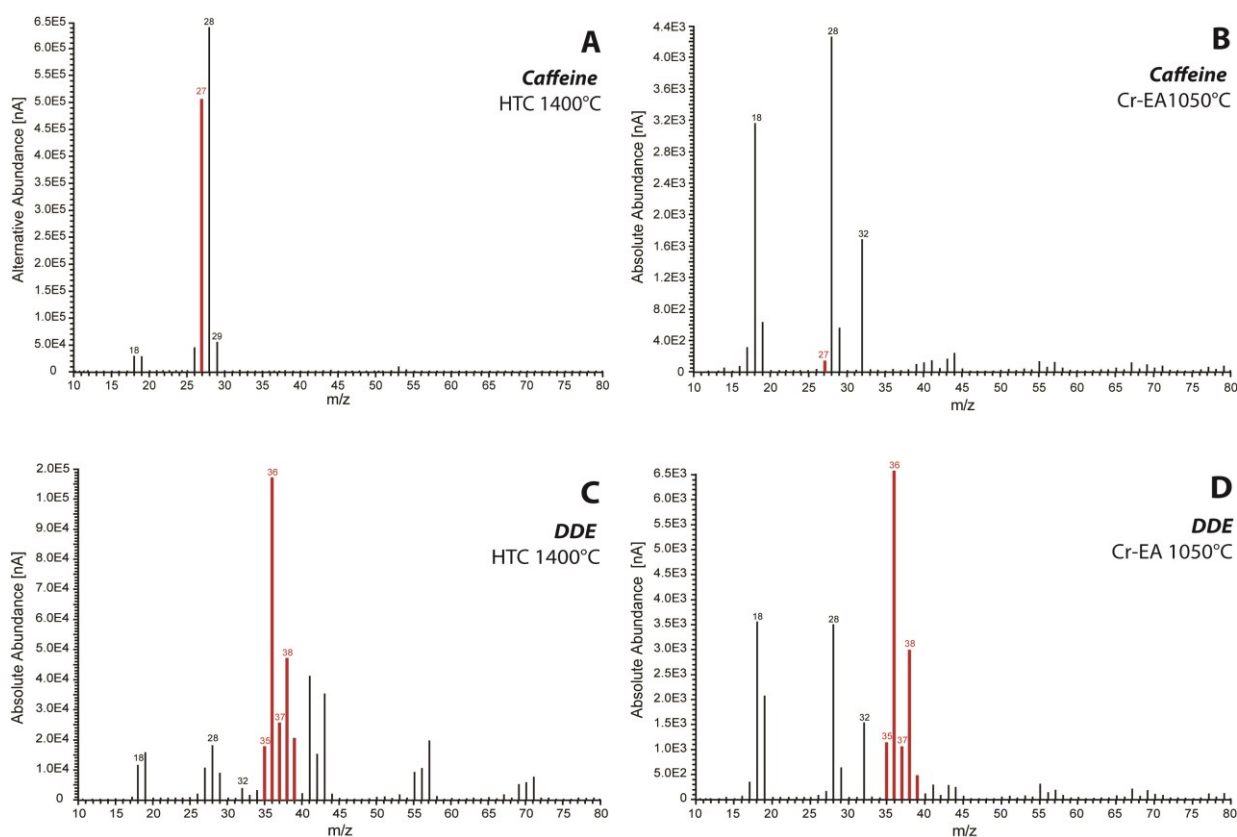 6.5E5
6.0E5
5.5E5
5.0E5
4.5E5
4.0E5
3.5E5
3.0E5
2.5E5
2.0E5
1.5E5
1.0E5
5.0E4
0
Alternative Abundance [nA]
28
27
29
18
A
Caffeine
HTC 1400°C
10 20 30 40 45 50 55 60 65 70 75 80
m/z
4.4E3
4.0E3
3.6E3
3.2E3
2.8E3
2.4E3
2.0E3
1.6E3
1.2E3
8.0E2
4.0E2
0
Absolute Abundance [nA]
28
18
32
27
B
Caffeine
Cr-EA1050°C
10 15 20 25 30 35 40 45 50 55 60 65 70 75 80
m/z
2.0E5
1.0E5
9.0E4
8.0E4
7.0E4
6.0E4
5.0E4
4.0E4
3.0E4
2.0E4
1.0E4
0
Absolute Abundance [nA]
36
38
37
35
28
18
32
C
DDE
HTC 1400°C
10 15 20 25 30 35 40 45 50 55 60 65 70 75 80
m/z
6.5E3
6.0E3
5.5E3
5.0E3
4.5E3
4.0E3
3.5E3
3.0E3
2.5E3
2.0E3
1.5E3
1.0E3
5.0E2
0
Absolute Abundance [nA]
36
18
28
38
32
35
37
D
DDE
Cr-EA 1050°C
10 15 20 25 30 35 40 45 50 55 60 65 70 75 80
m/z